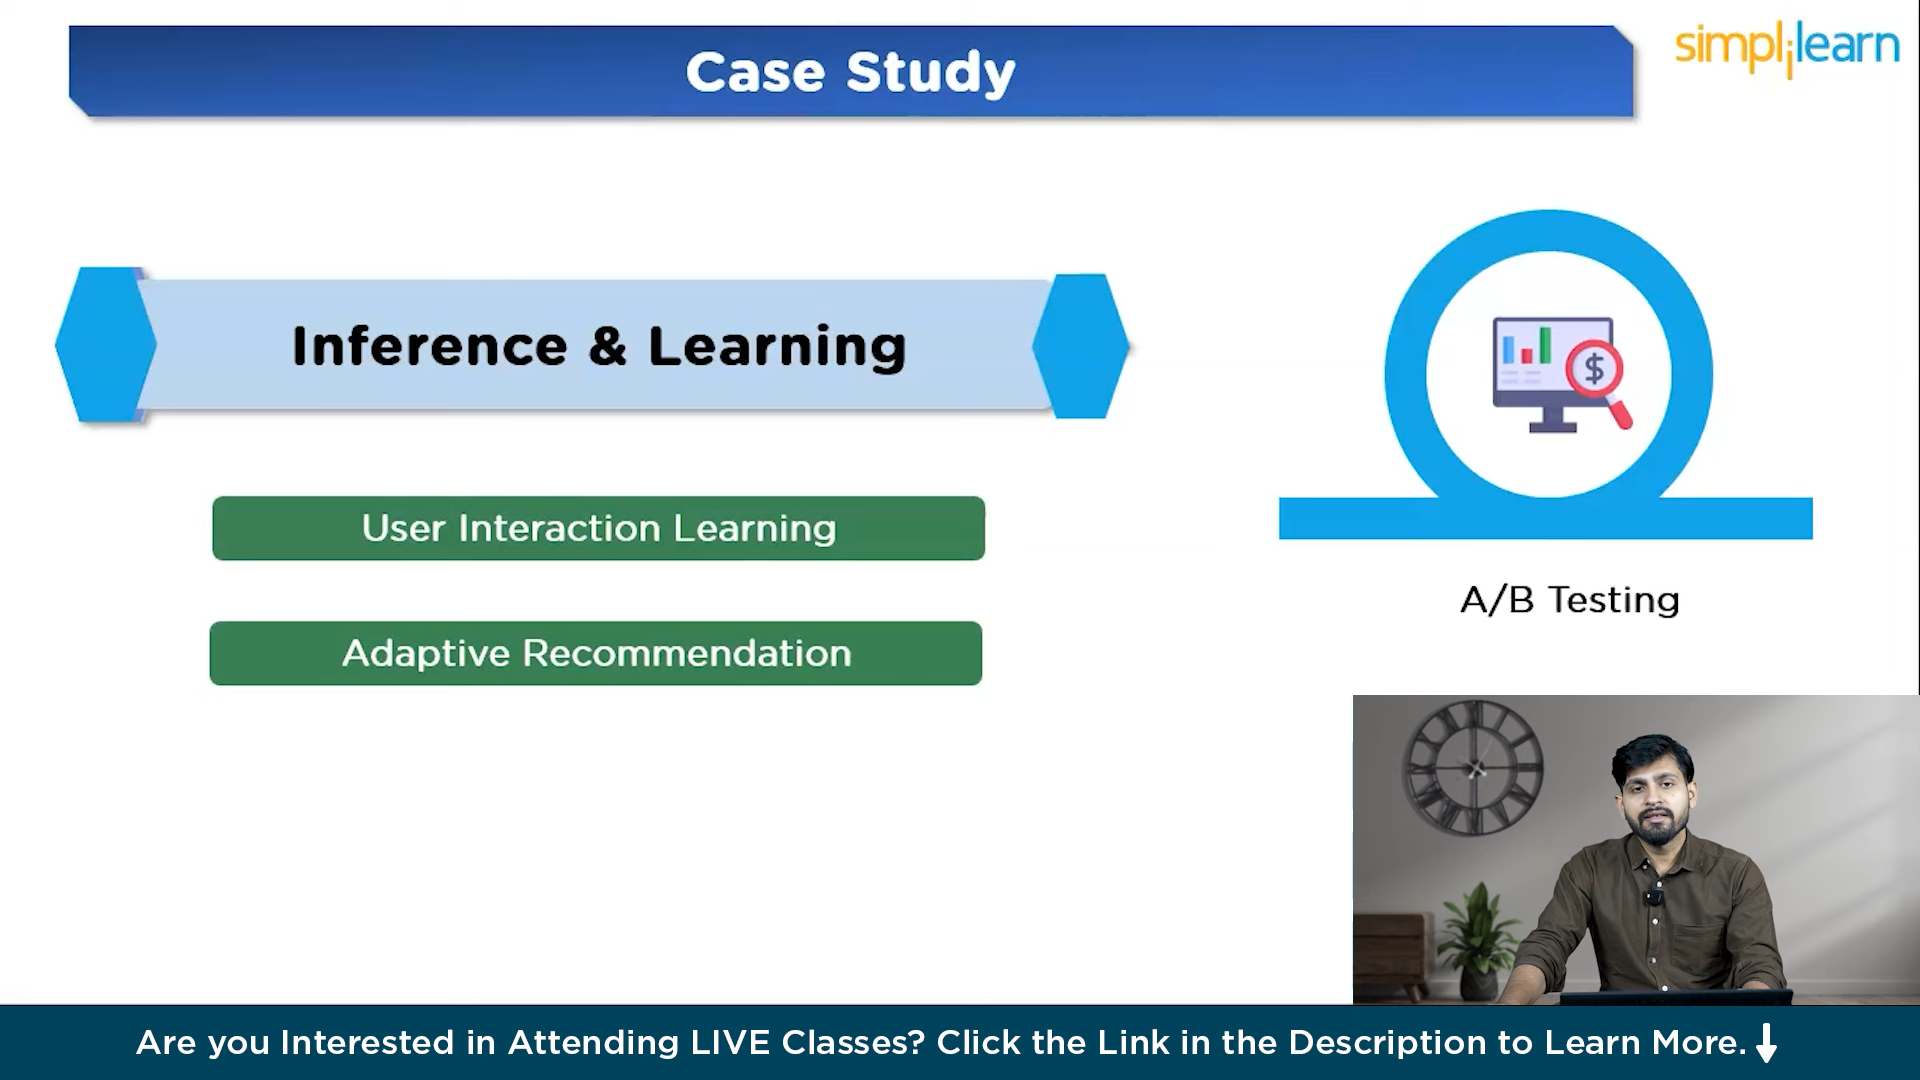 Case Study
simplilearn
Inference & Learning
$
User Interaction Learning
A/B Testing
Adaptive Recommendation
Are you Interested in Attending LIVE Classes? Click the Link in the Description to Learn More.